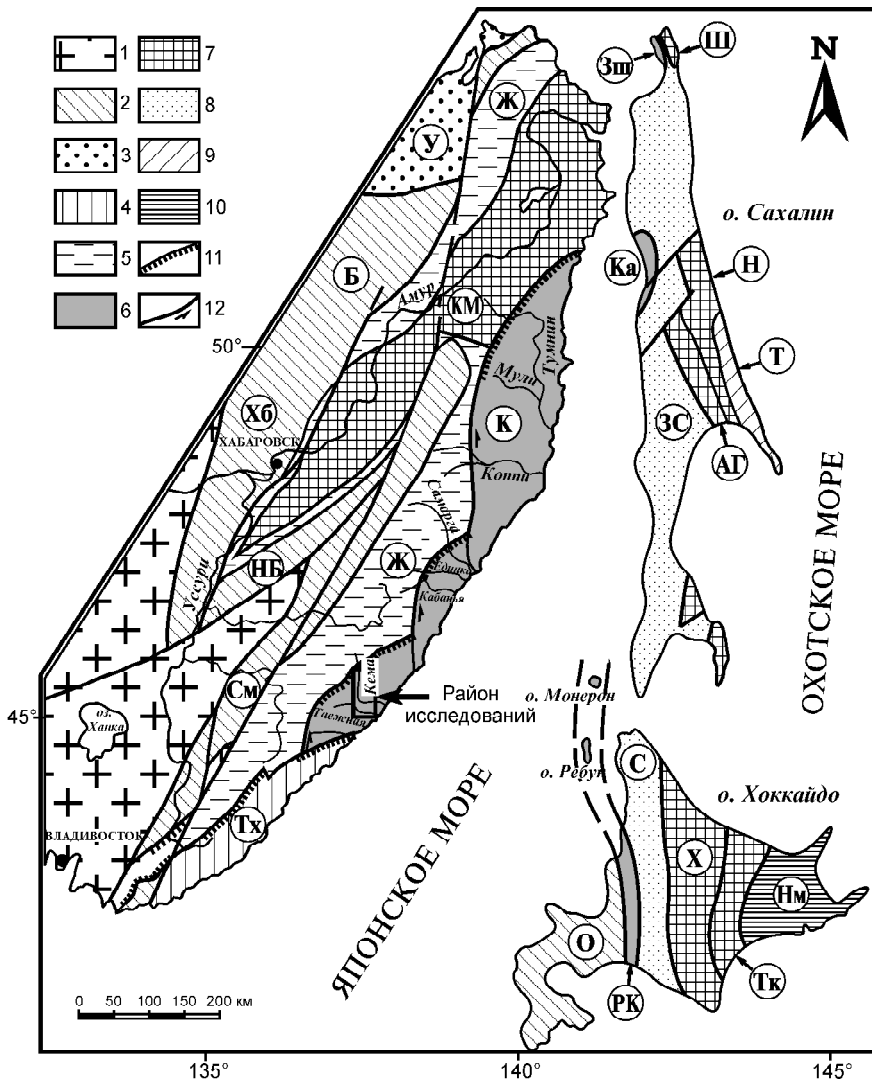 1
7
2
8
3
9
4
10
5
11
6
12
Зш
Ш
N
Ж
У
о. Сахалин
Ка
Н
Б
Амур
КМ
Тумнин
50°
Мули
Т
Хб
ХАБАРОВСК
К
ЗС
АГ
Коппи
Самарга
Уссури
НБ
Ж
Единка
Кабанья
ОХОТСКОЕ МОРЕ
См
Кема
Район
исследований
о. Монерон
45°
оз.
Ханка
Таежная
о. Ребун
С
о. Хоккайдо
ВЛАДИВОСТОК
Тх
ЯПОНСКОЕ МОРЕ
Х
Нм
О
РК
Тк
0 50 100 150 200 км
135°
140°
145°